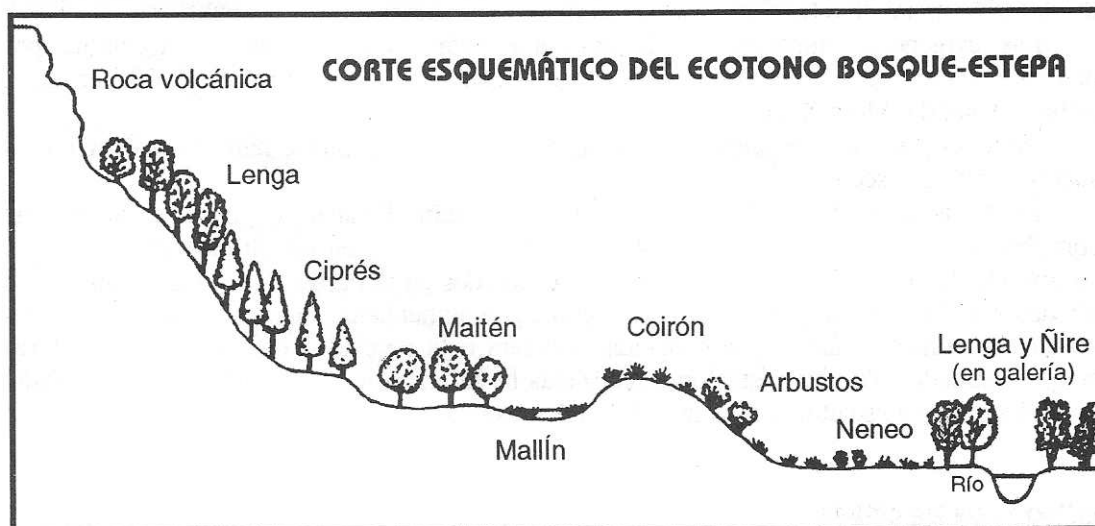 CORTE ESQUEMÁTICO DEL ECOTONO BOSQUE-ESTEPA
Roca volcánica
Lenga
Ciprés
Maitén
Mallín
Coirón
Arbustos
Neneo
Lenga y Ñire
(en galería)
Río